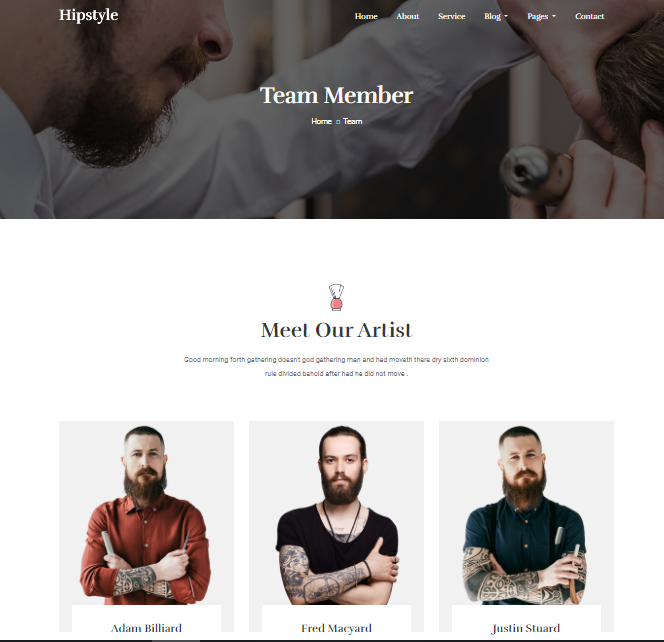 Hipstyle
Home About Service Blog Pages Contact
Team Member
Home Team
Meet Our Artist
Good morning forth gathering doesn't god gathering man and had moveth there dry sixth dominion
rule divided behold after had he did not move .
Adam Billiard Fred Macyard Justin Stuard